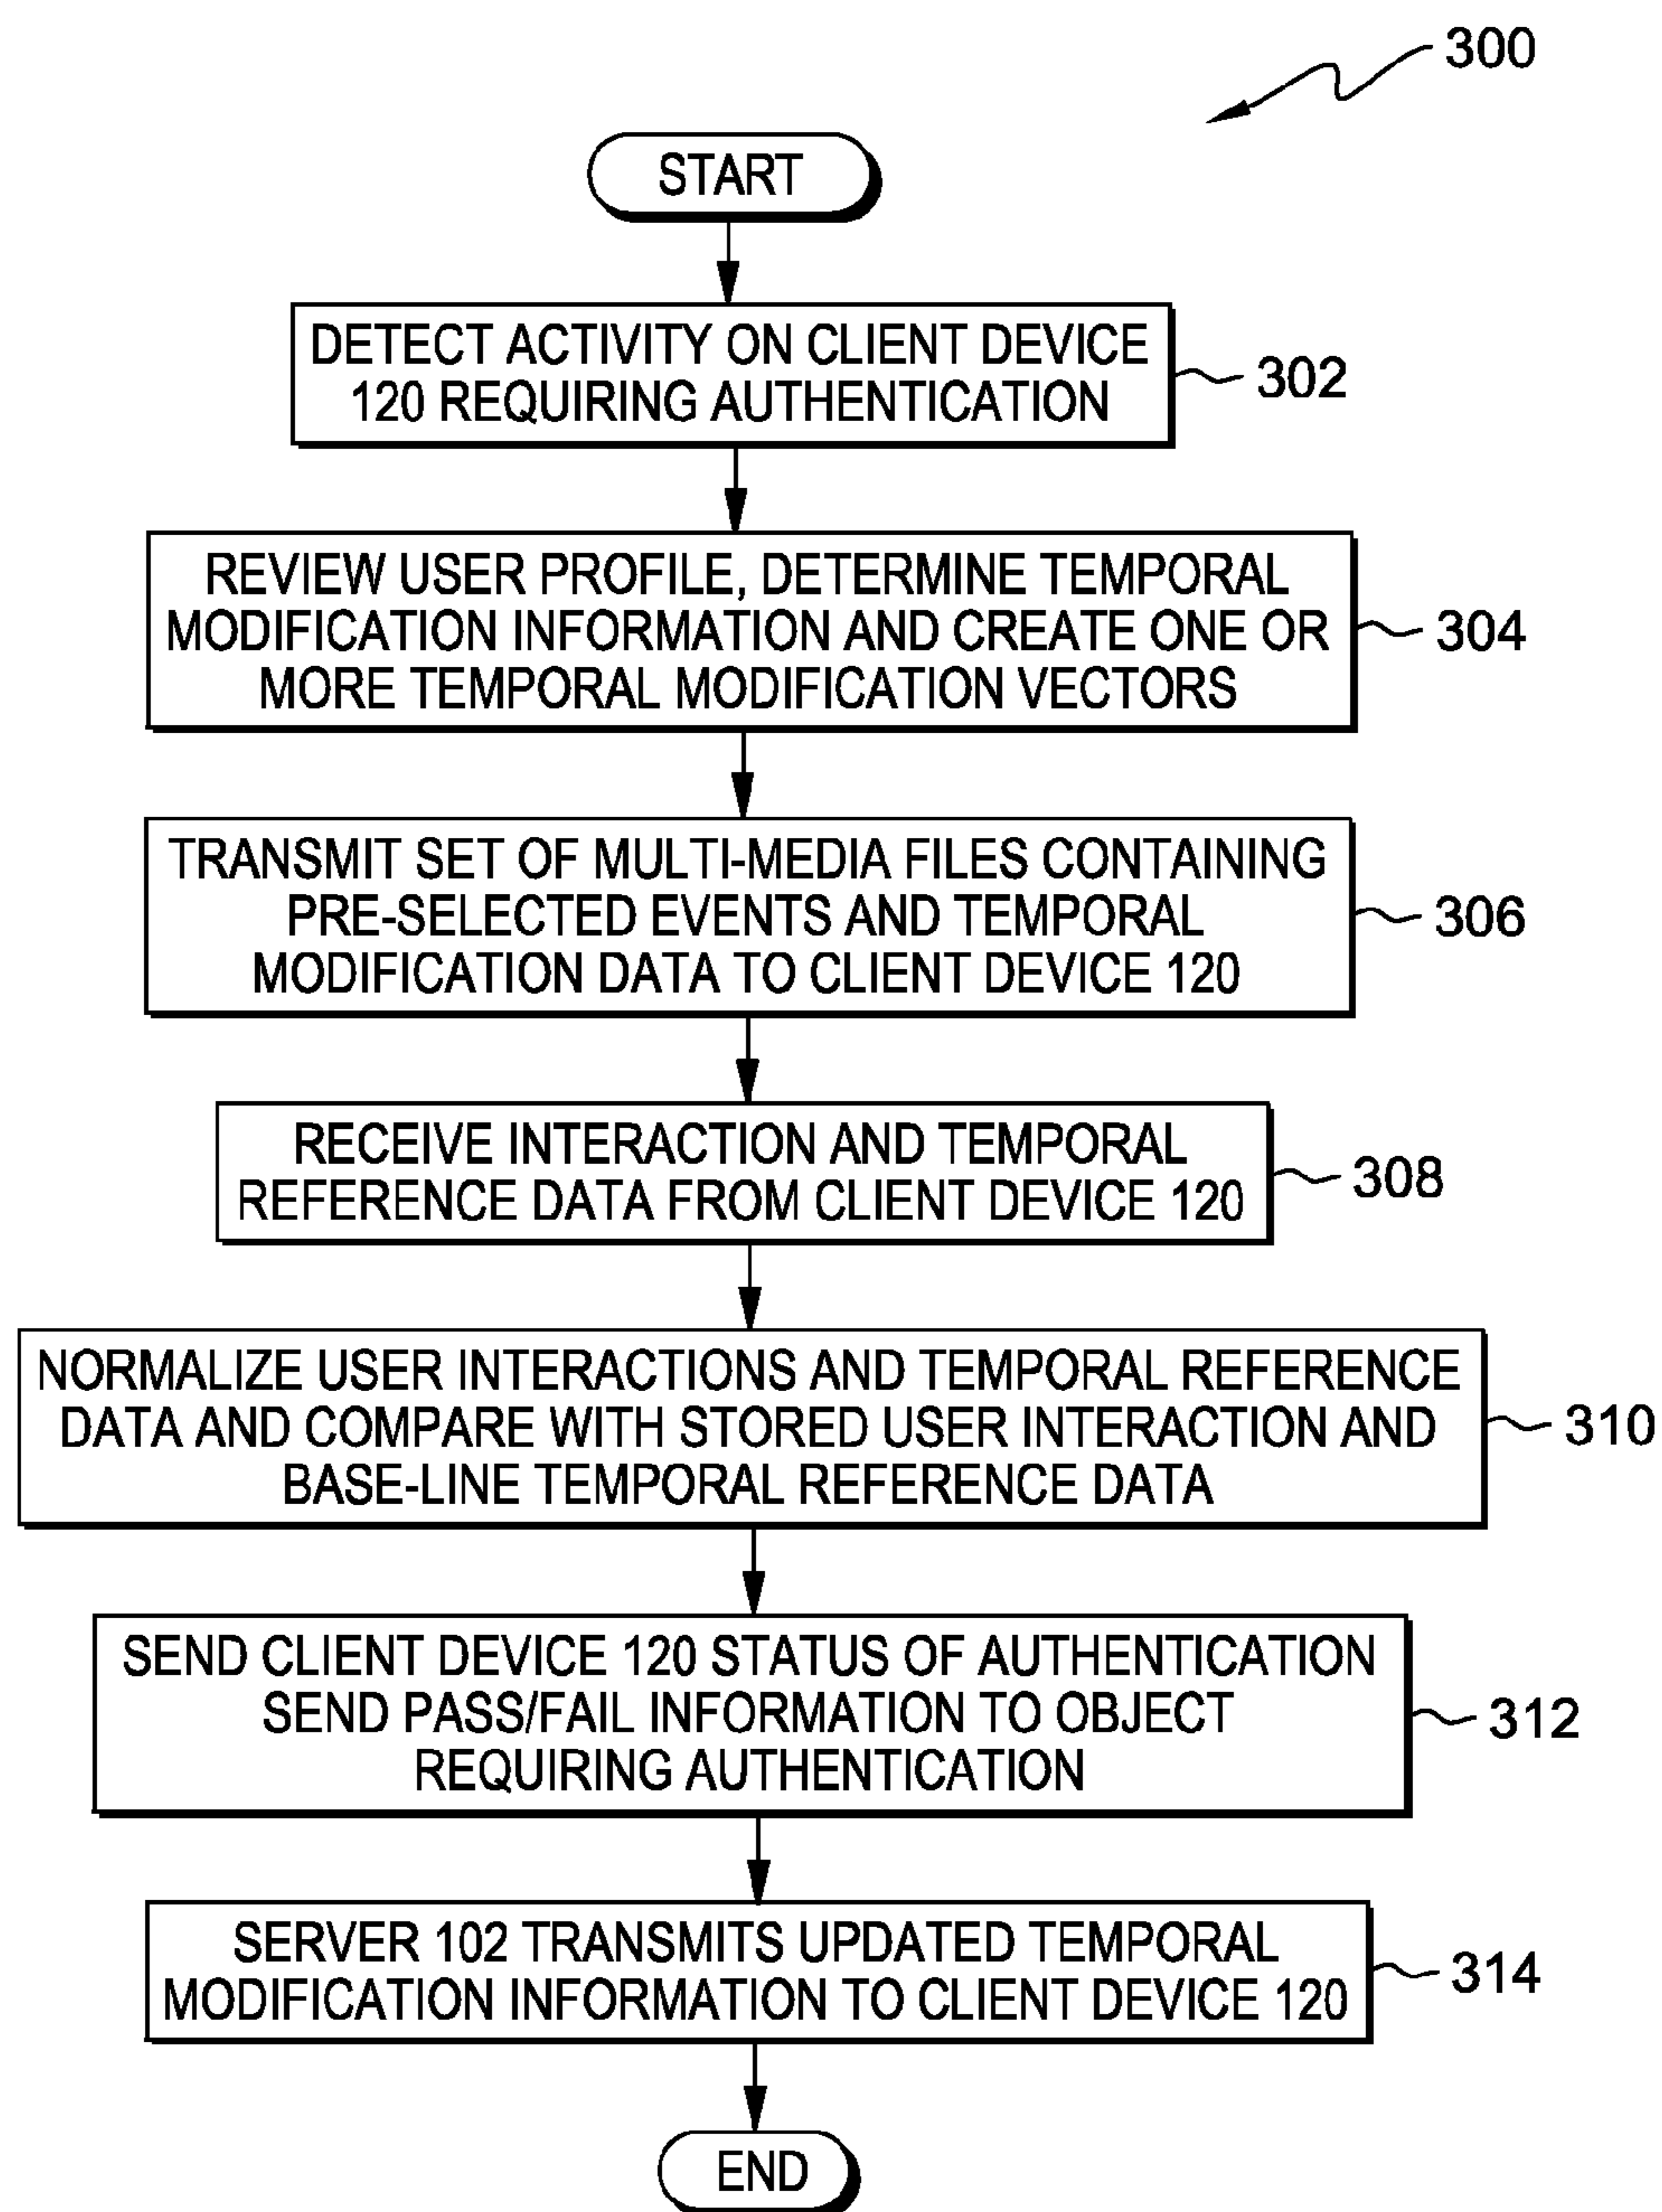 300
START
DETECT ACTIVITY ON CLIENT DEVICE
120 REQUIRING AUTHENTICATION
302
REVIEW USER PROFILE, DETERMINE TEMPORAL
MODIFICATION INFORMATION AND CREATE ONE OR
MORE TEMPORAL MODIFICATION VECTORS
304
TRANSMIT SET OF MULTI-MEDIA FILES CONTAINING
PRE-SELECTED EVENTS AND TEMPORAL
MODIFICATION DATA TO CLIENT DEVICE 120
306
RECEIVE INTERACTION AND TEMPORAL
REFERENCE DATA FROM CLIENT DEVICE 120
308
NORMALIZE USER INTERACTIONS AND TEMPORAL REFERENCE
DATA AND COMPARE WITH STORED USER INTERACTION AND
BASE-LINE TEMPORAL REFERENCE DATA
310
SEND CLIENT DEVICE 120 STATUS OF AUTHENTICATION
SEND PASS/FAIL INFORMATION TO OBJECT
REQUIRING AUTHENTICATION
312
SERVER 102 TRANSMITS UPDATED TEMPORAL
MODIFICATION INFORMATION TO CLIENT DEVICE 120
314
END